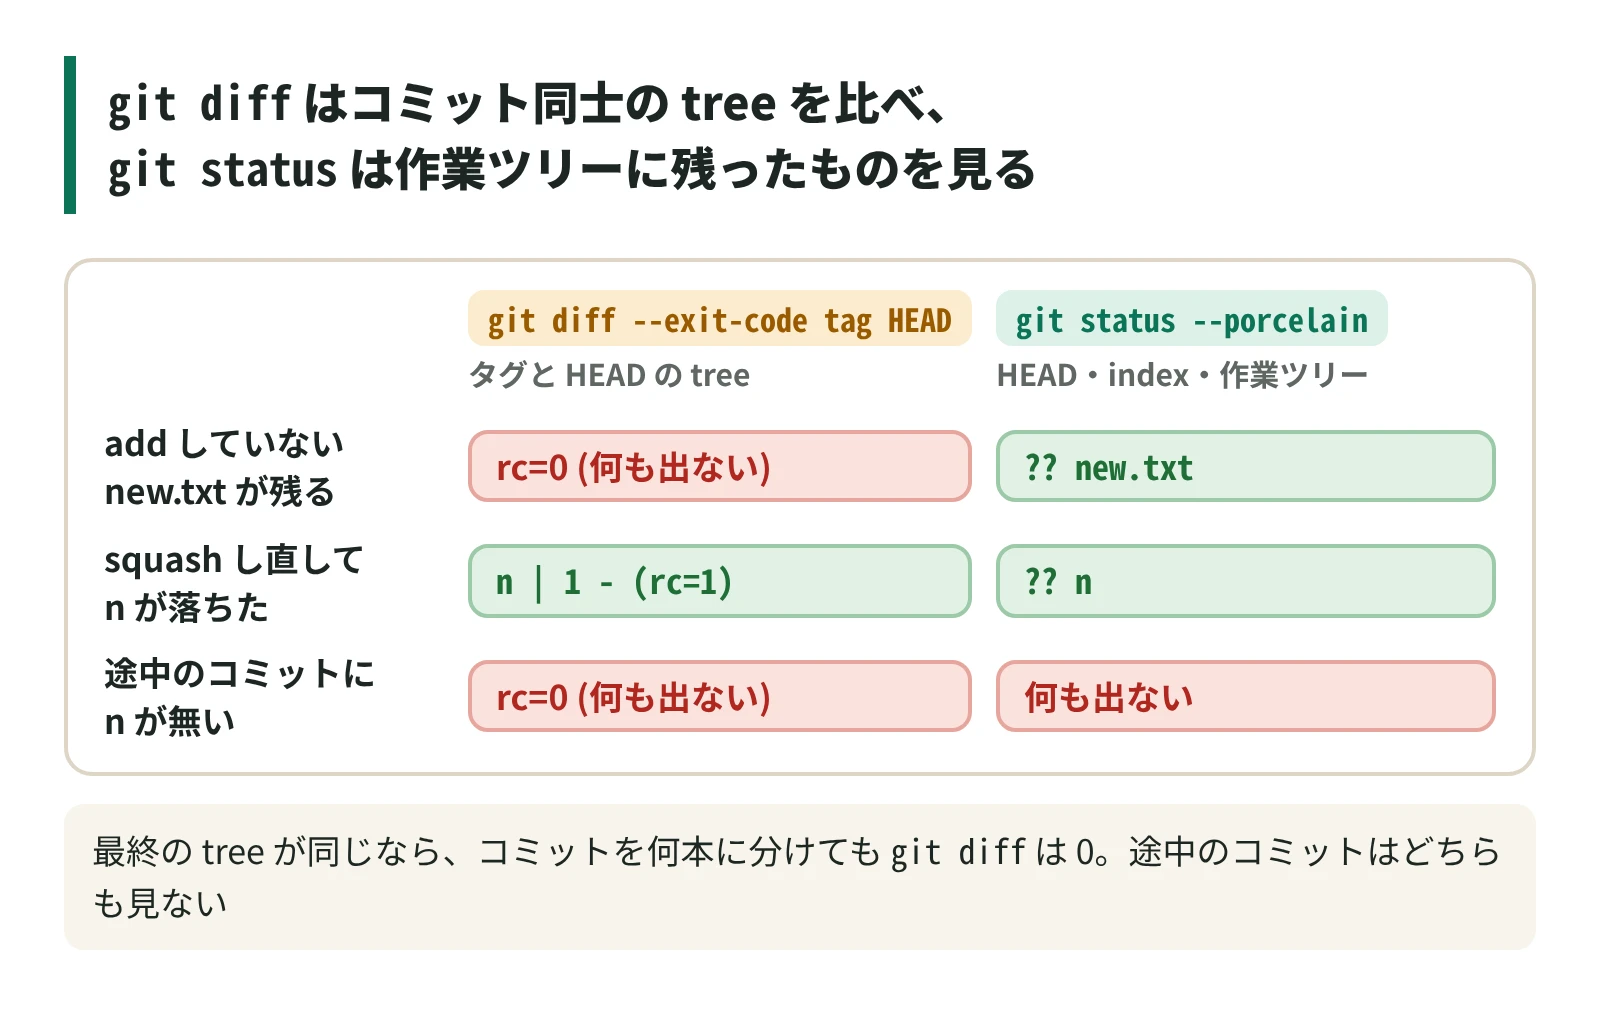 git diff はコミット同士の tree を比べ、
git status は作業ツリーに残ったものを見る
git diff --exit-code tag HEAD
git status --porcelain
タグと HEAD の tree
HEAD・index・作業ツリー
add していない
new.txt が残る
rc=0 (何も出ない)
?? new.txt
squash し直して
n が落ちた
n | 1 - (rc=1)
?? n
途中のコミットに
n が無い
rc=0 (何も出ない)
何も出ない
最終の tree が同じなら、コミットを何本に分けても git diff は 0。途中のコミットはどちら
も見ない